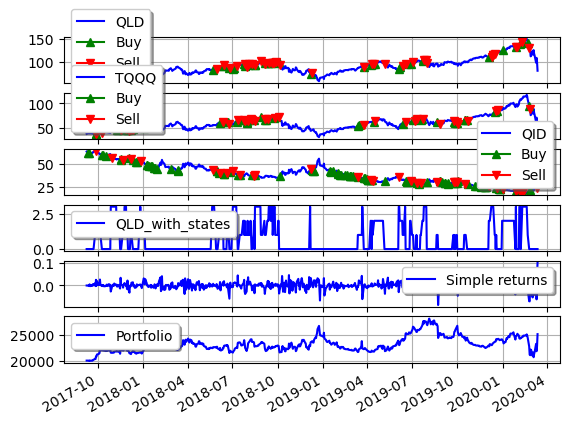 QLD
Buy
Sell
150
100
TQQQ
Buy
Sell
100
50
QID
Buy
Sell
50
25
QLD_with_states
2.5
0.0
Simple returns
0.1
0.0
Portfolio
25000
20000
2017-10
2018-01
2018-04
2018-07
2018-10
2019-01
2019-04
2019-07
2019-10
2020-01
2020-04